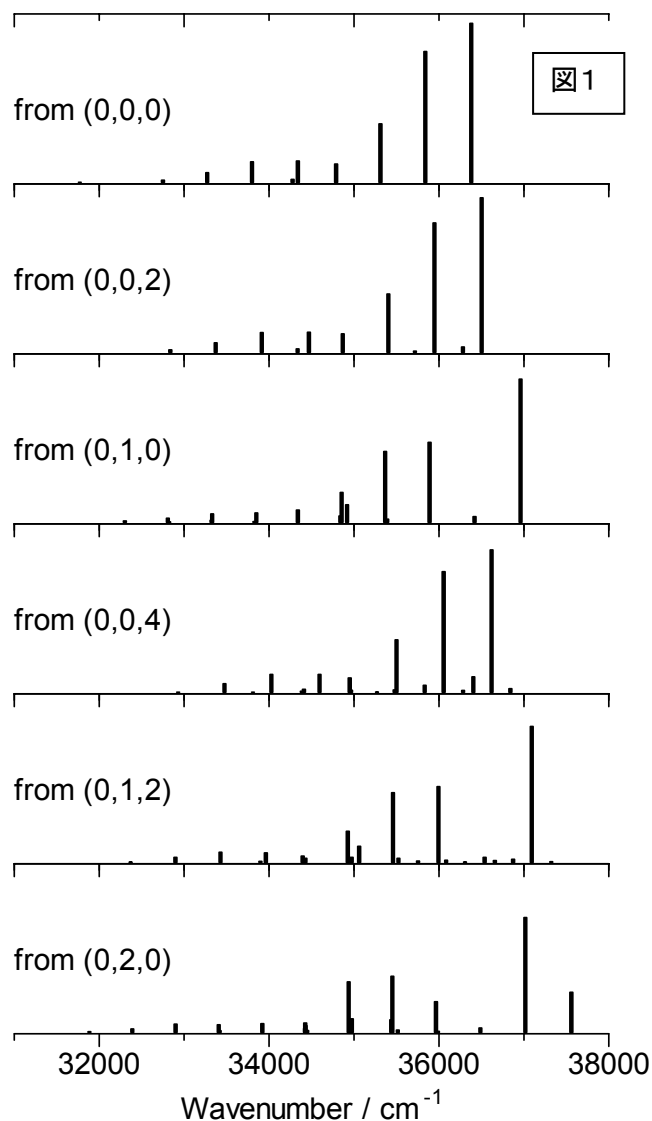 図1
from (0,0,0)
from (0,0,2)
from (0,1,0)
from (0,0,4)
from (0,1,2)
from (0,2,0)
32000 34000 36000 38000
Wavenumber / cm⁻¹